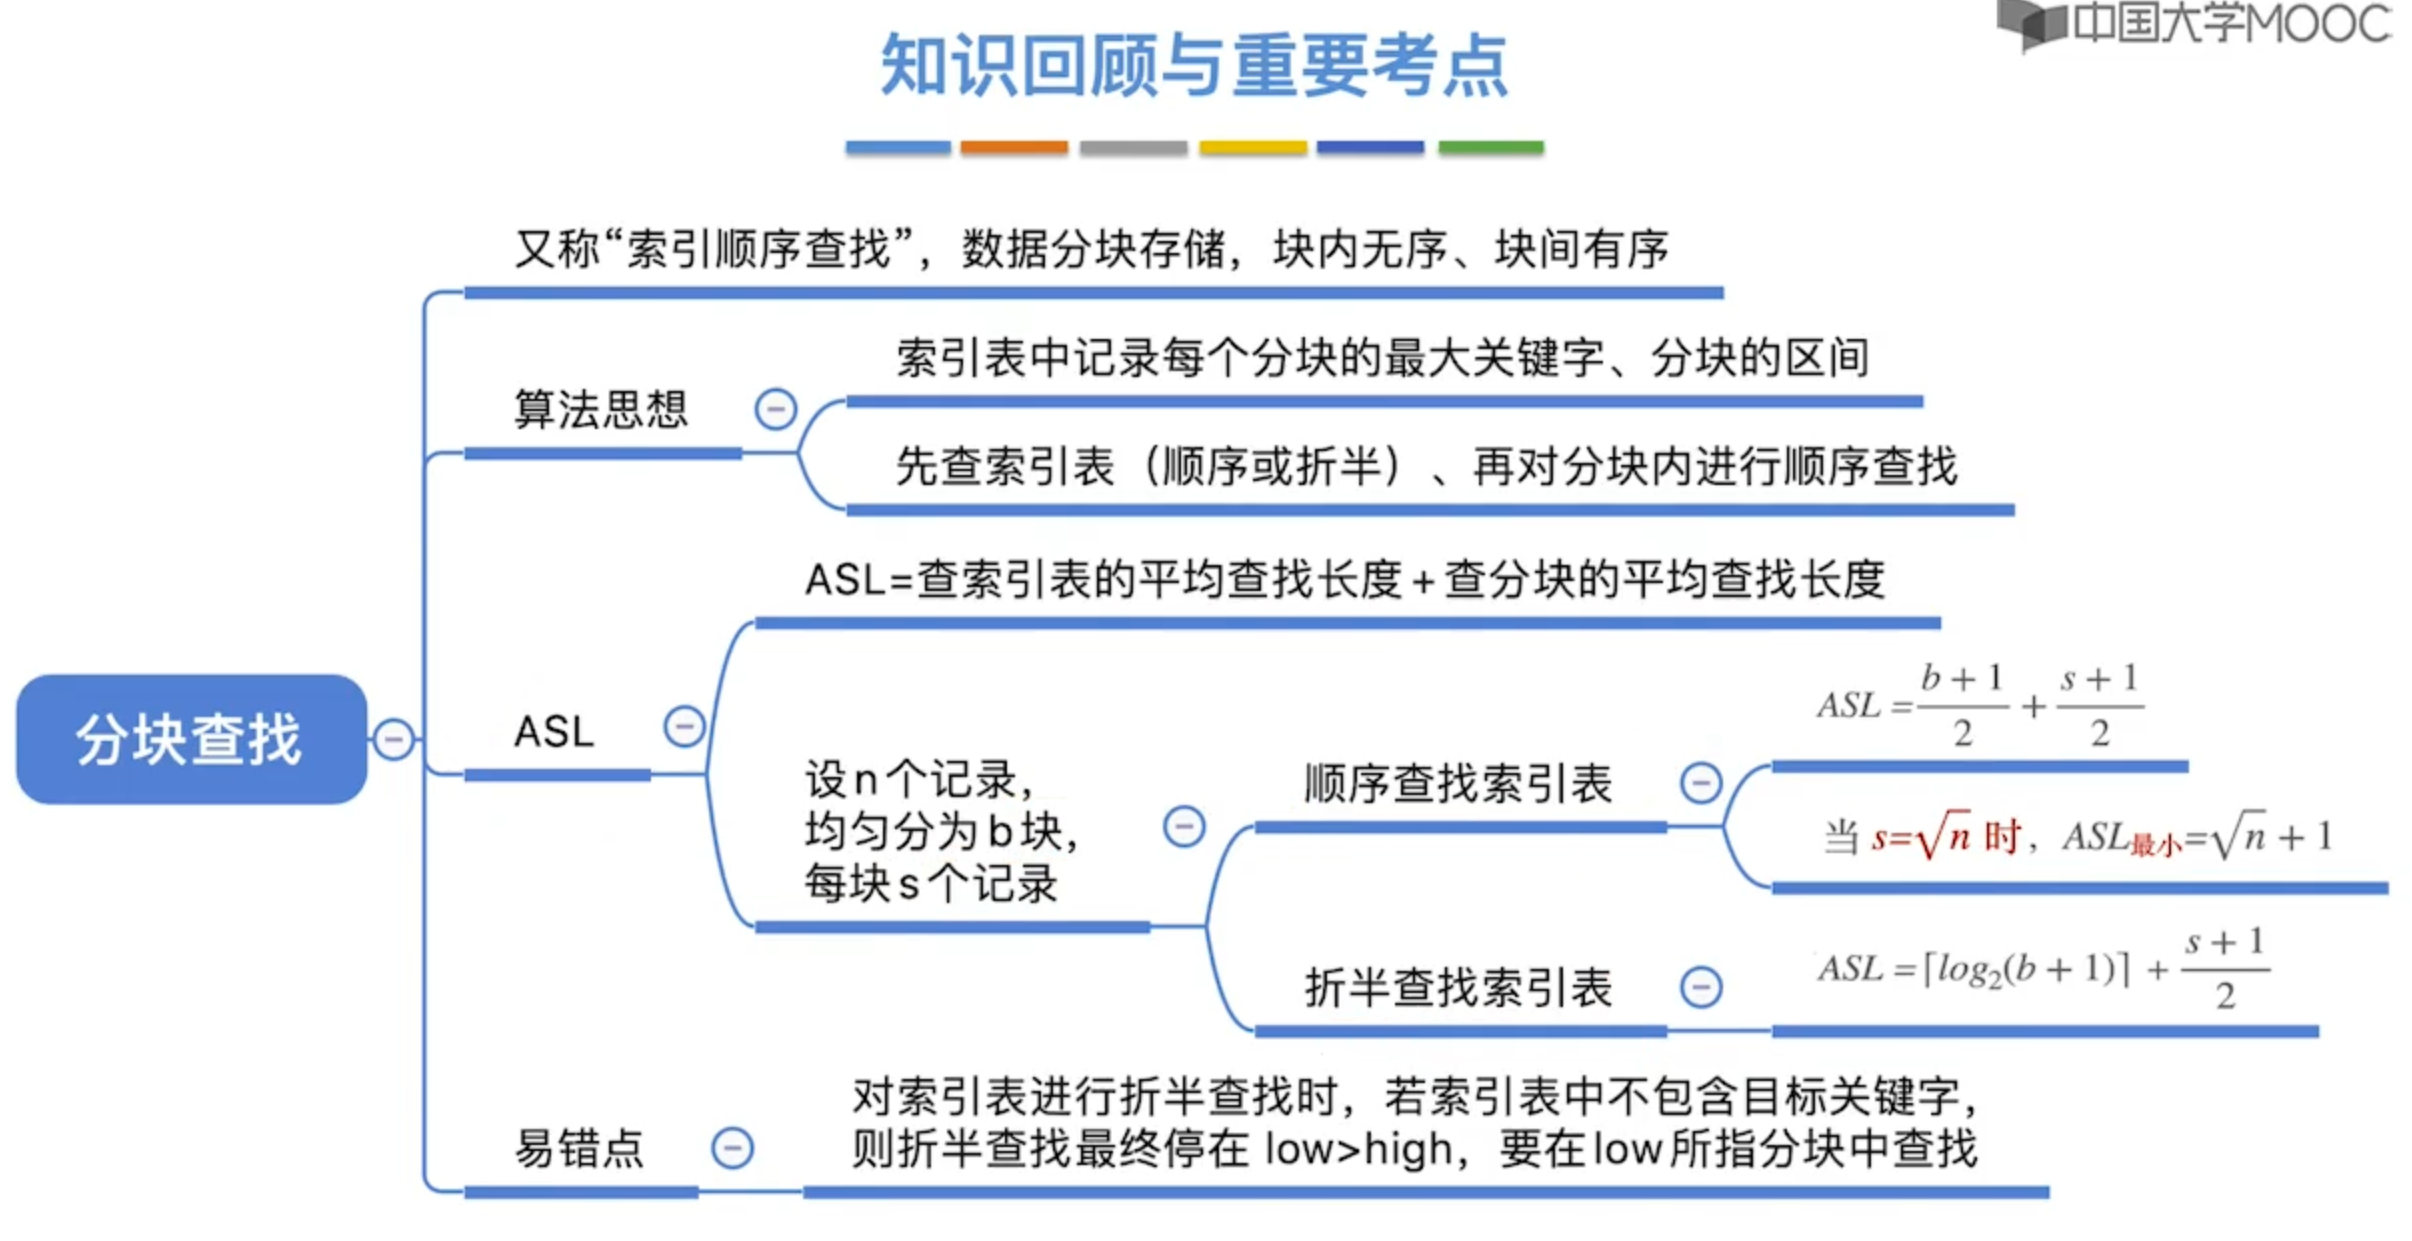 中国大学MOOC
知识回顾与重要考点
又称“索引顺序查找”，数据分块存储，块内无序、块间有序
算法思想
索引表中记录每个分块的最大关键字、分块的区间
先查索引表（顺序或折半）、再对分块内进行顺序查找
分块查找
ASL
ASL=查索引表的平均查找长度+查分块的平均查找长度
设n个记录，
均匀分为b块，
每块s个记录
顺序查找索引表
ASL = (b+1)/2 + (s+1)/2
当 s=√n 时，ASL最小=√n + 1
折半查找索引表
ASL = ⌈log₂(b + 1)⌉ + (s+1)/2
易错点
对索引表进行折半查找时，若索引表中不包含目标关键字，
则折半查找最终停在 low>high，要在low所指分块中查找